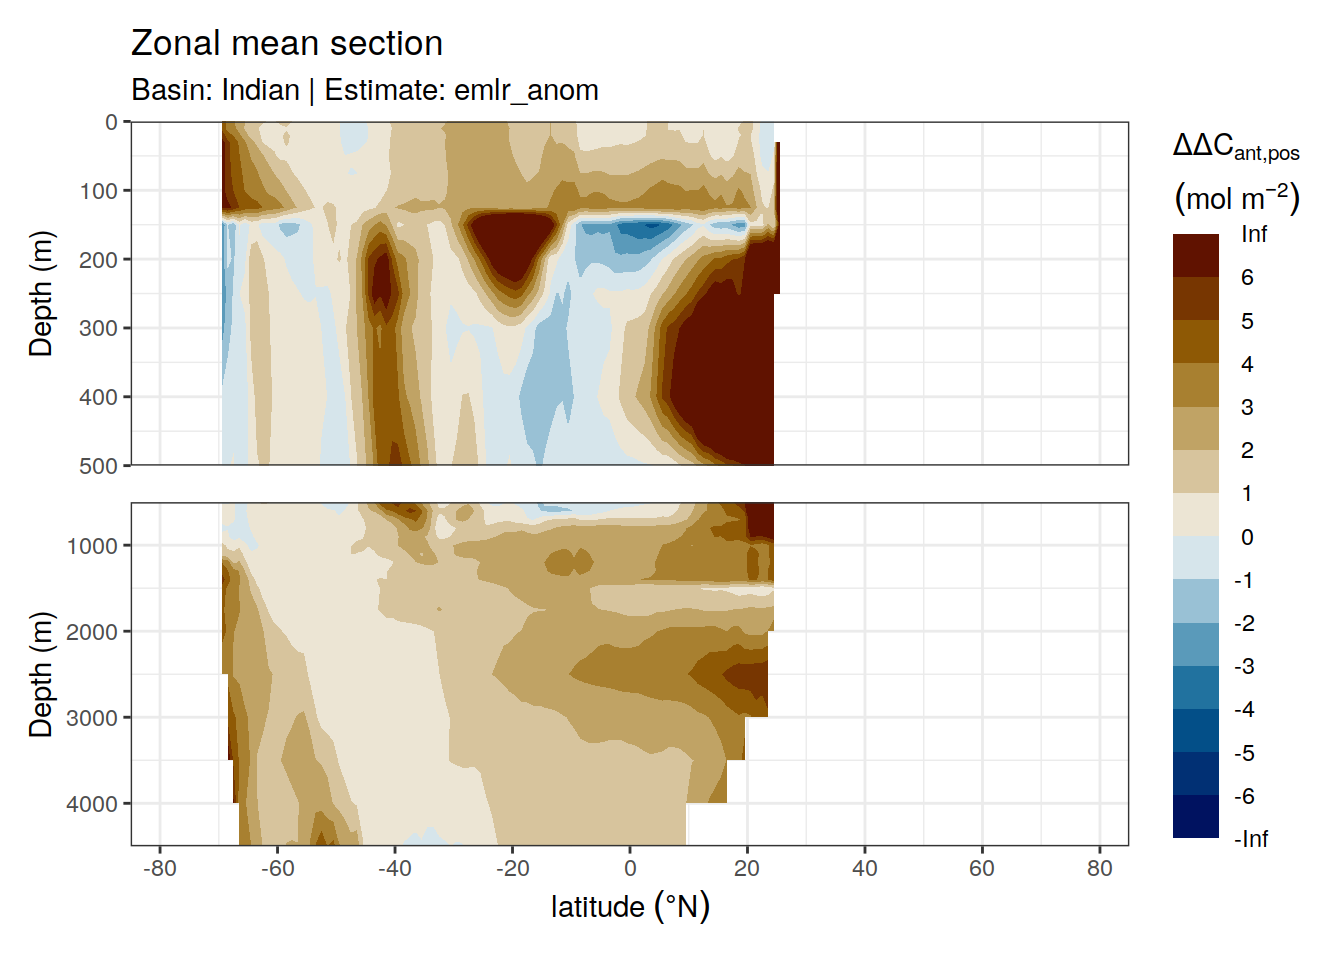 Zonal mean section
Basin: Indian | Estimate: emlr_anom
ΔΔC_ant,pos
(mol m⁻²)
Depth (m)
0
100
200
300
400
500
Depth (m)
1000
2000
3000
4000
-80 -60 -40 -20 0 20 40 60 80
latitude (°N)
Inf
6
5
4
3
2
1
0
-1
-2
-3
-4
-5
-6
-Inf